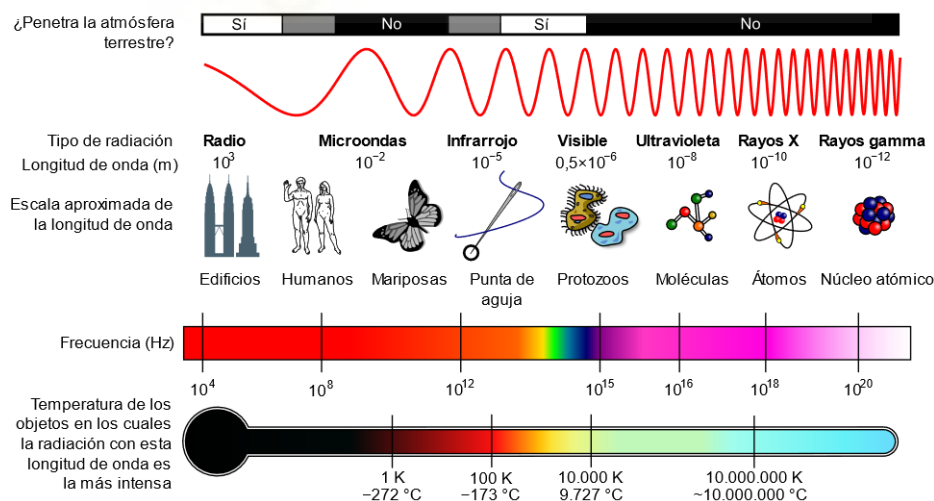 ¿Penetra la atmósfera
terrestre?
Sí
No
Sí
No
Tipo de radiación
Radio
Microondas
Infrarrojo
Visible
Ultravioleta
Rayos X
Rayos gamma
Longitud de onda (m)
10³
10⁻²
10⁻⁵
0,5×10⁻⁶
10⁻⁸
10⁻¹⁰
10⁻¹²
Escala aproximada de
la longitud de onda
Edificios
Humanos
Mariposas
Punta de
aguja
Protozoos
Moléculas
Átomos
Núcleo atómico
Frecuencia (Hz)
10⁴
10⁸
10¹²
10¹⁵
10¹⁶
10¹⁸
10²⁰
Temperatura de los
objetos en los cuales
la radiación con esta
longitud de onda es
la más intensa
1 K
−272 °C
100 K
−173 °C
10.000 K
9.727 °C
10.000.000 K
~10.000.000 °C